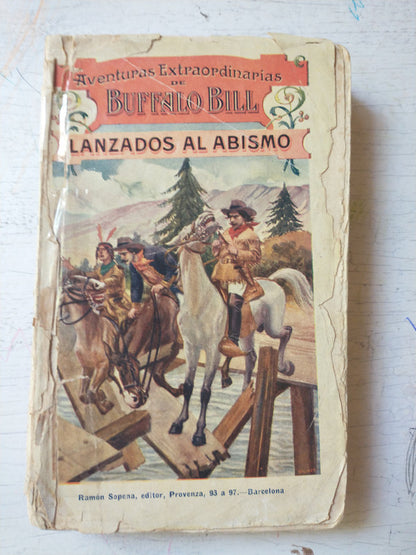 Aventuras Extraordinarias
DE
BUFFALO BILL
LANZADOS AL ABISMO
Ramón Sopena, editor, Provenza, 93 a 97.—Barcelona